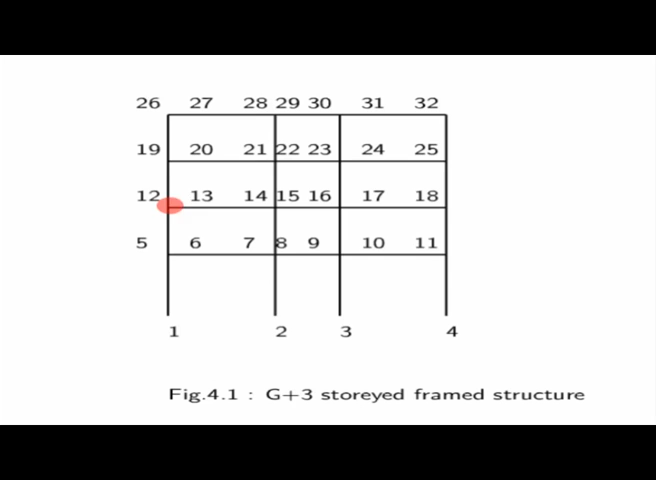 26 27 28 29 30 31 32
19 20 21 22 23 24 25
12 13 14 15 16 17 18
5 6 7 8 9 10 11
1 2 3 4
Fig.4.1 : G+3 storeyed framed structure